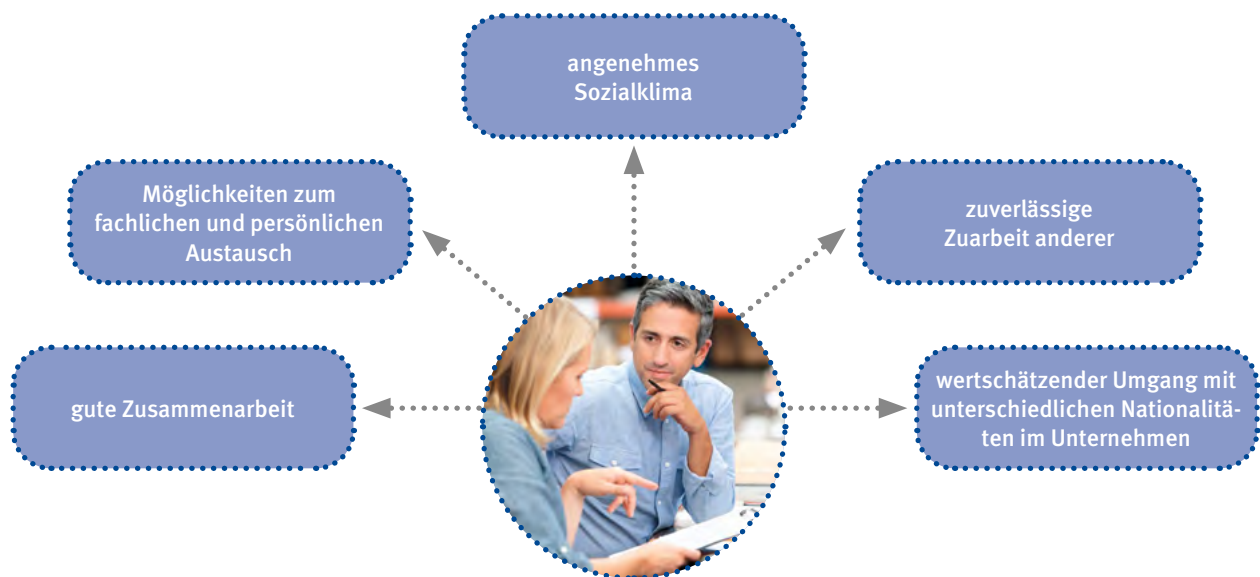 angenehmes
Sozialklima
Möglichkeiten zum
fachlichen und persönlichen
Austausch
zuverlässige
Zuarbeit anderer
gute Zusammenarbeit
wertschätzender Umgang mit
unterschiedlichen Nationalitä-
ten im Unternehmen